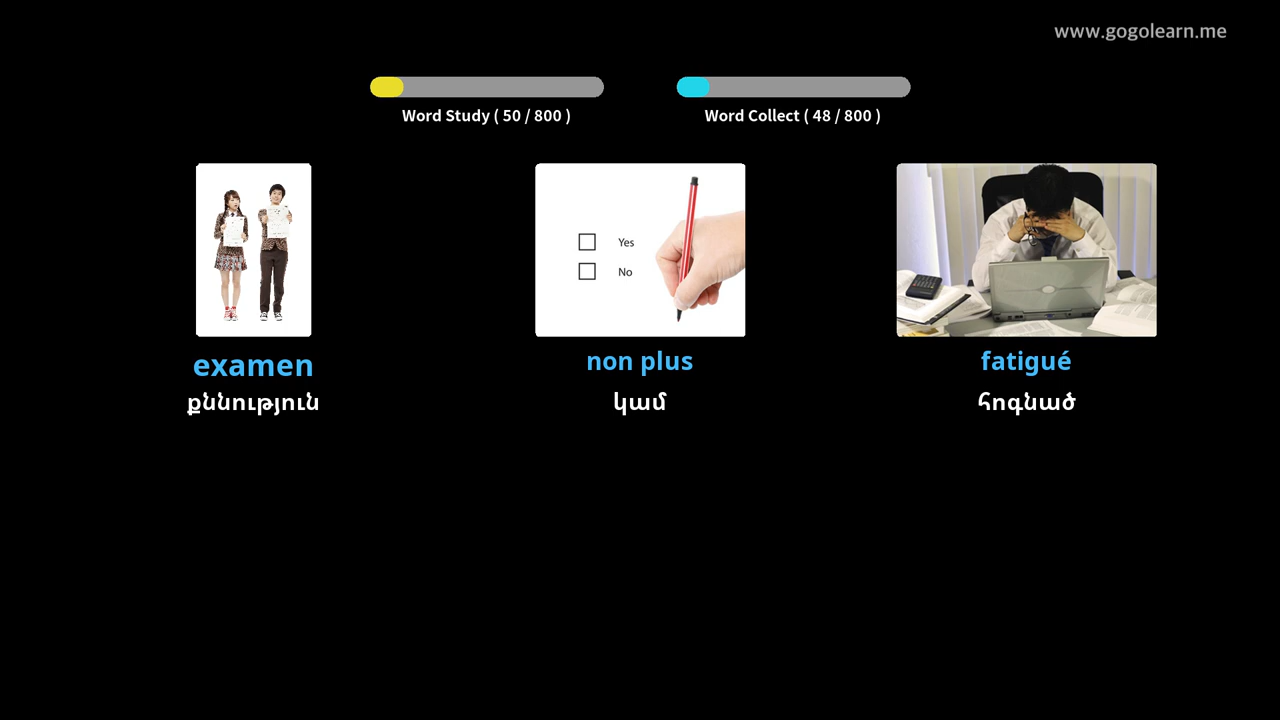 www.gogolearn.me
Word Study ( 50 / 800 )
Word Collect ( 48 / 800 )
Yes
No
examen
non plus
fatigué
քննություն
կամ
հոգնած